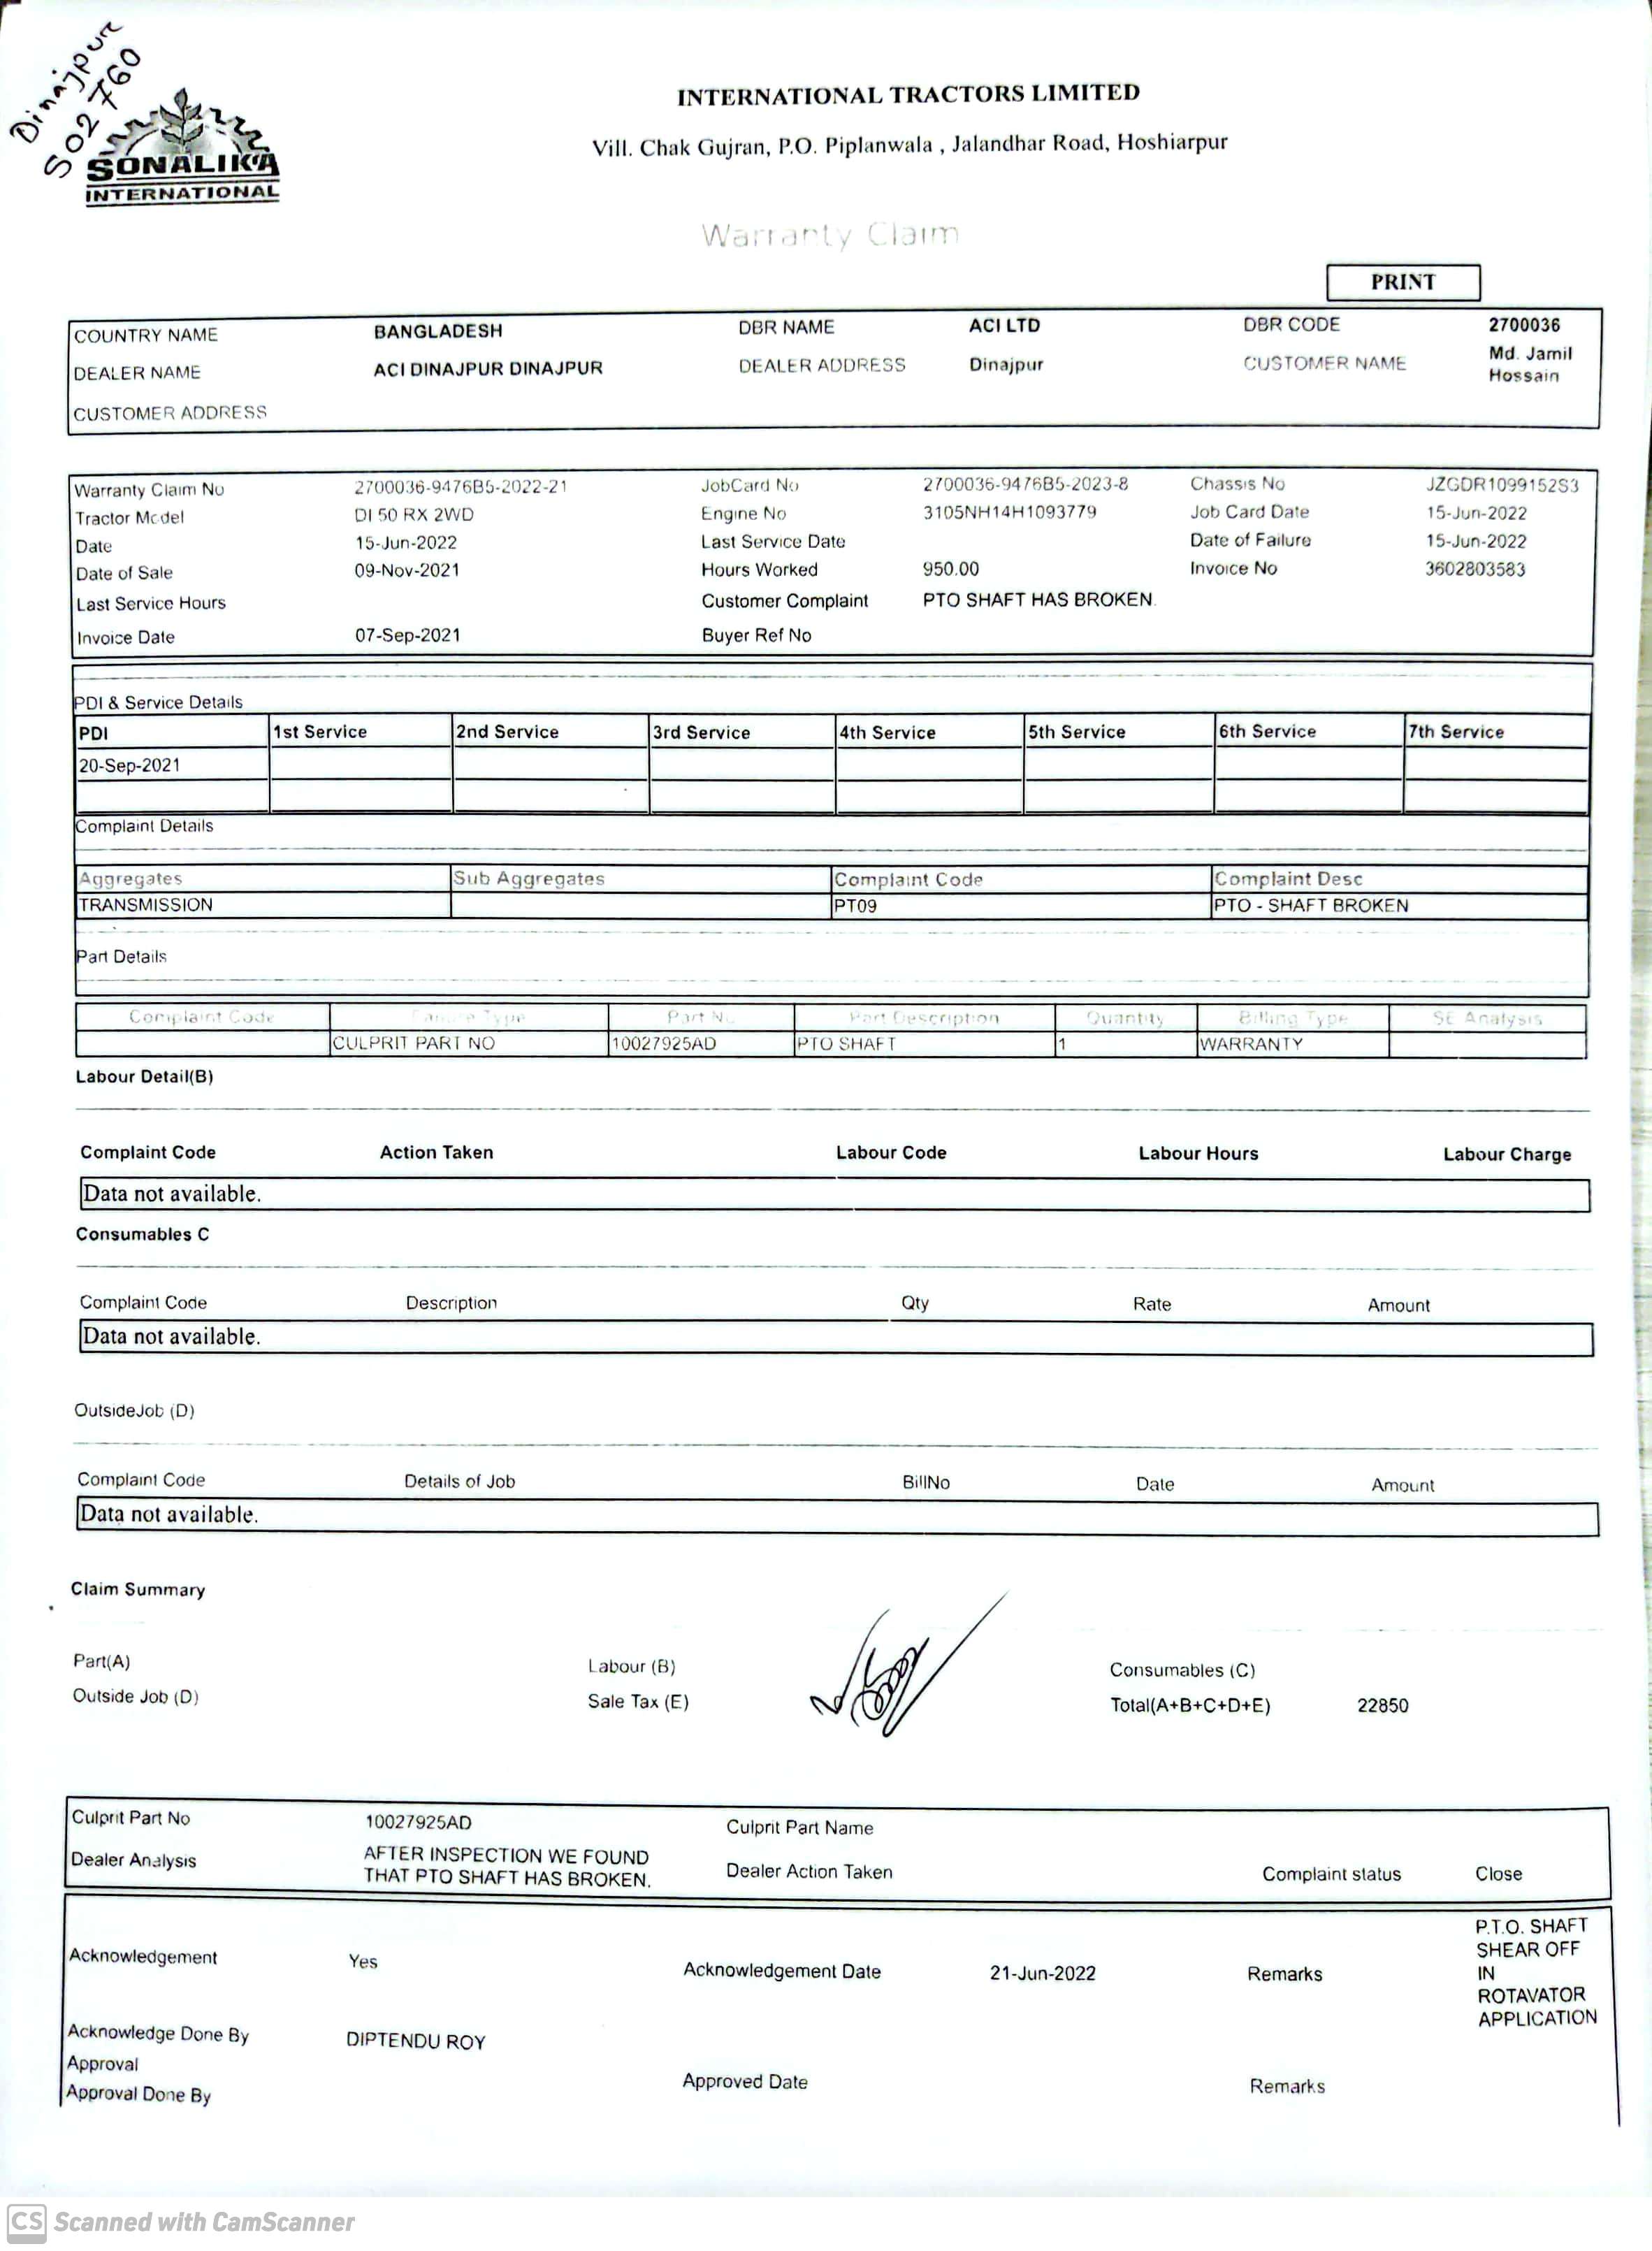 Dinajpur
S02760
SONALIKA
INTERNATIONAL
INTERNATIONAL TRACTORS LIMITED
Vill. Chak Gujran, P.O. Piplanwala , Jalandhar Road, Hoshiarpur
Warranty Claim
PRINT
COUNTRY NAME BANGLADESH DBR NAME ACI LTD DBR CODE 2700036
DEALER NAME ACI DINAJPUR DINAJPUR DEALER ADDRESS Dinajpur CUSTOMER NAME Md. Jamil Hossain
CUSTOMER ADDRESS
Warranty Claim No 2700036-9476B5-2022-21 JobCard No 2700036-9476B5-2023-8 Chassis No JZGDR1099152S3
Tractor Model DI 50 RX 2WD Engine No 3105NH14H1093779 Job Card Date 15-Jun-2022
Date 15-Jun-2022 Last Service Date Date of Failure 15-Jun-2022
Date of Sale 09-Nov-2021 Hours Worked 950.00 Invoice No 3602803583
Last Service Hours Customer Complaint PTO SHAFT HAS BROKEN.
Invoice Date 07-Sep-2021 Buyer Ref No
PDI & Service Details
PDI 1st Service 2nd Service 3rd Service 4th Service 5th Service 6th Service 7th Service
20-Sep-2021
Complaint Details
Aggregates Sub Aggregates Complaint Code Complaint Desc
TRANSMISSION PT09 PTO - SHAFT BROKEN
Part Details
Complaint Code Failure Type Part No Part Description Quantity Billing Type SE Analysis
CULPRIT PART NO 10027925AD PTO SHAFT 1 WARRANTY
Labour Detail(B)
Complaint Code Action Taken Labour Code Labour Hours Labour Charge
Data not available.
Consumables C
Complaint Code Description Qty Rate Amount
Data not available.
OutsideJob (D)
Complaint Code Details of Job BillNo Date Amount
Data not available.
Claim Summary
Part(A) Labour (B) Consumables (C)
Outside Job (D) Sale Tax (E) Total(A+B+C+D+E) 22850
Culprit Part No 10027925AD Culprit Part Name
Dealer Analysis AFTER INSPECTION WE FOUND THAT PTO SHAFT HAS BROKEN. Dealer Action Taken Complaint status Close
Acknowledgement Yes Acknowledgement Date 21-Jun-2022 Remarks P.T.O. SHAFT SHEAR OFF IN ROTAVATOR APPLICATION
Acknowledge Done By DIPTENDU ROY
Approval Approved Date Remarks
Approval Done By
CS Scanned with CamScanner